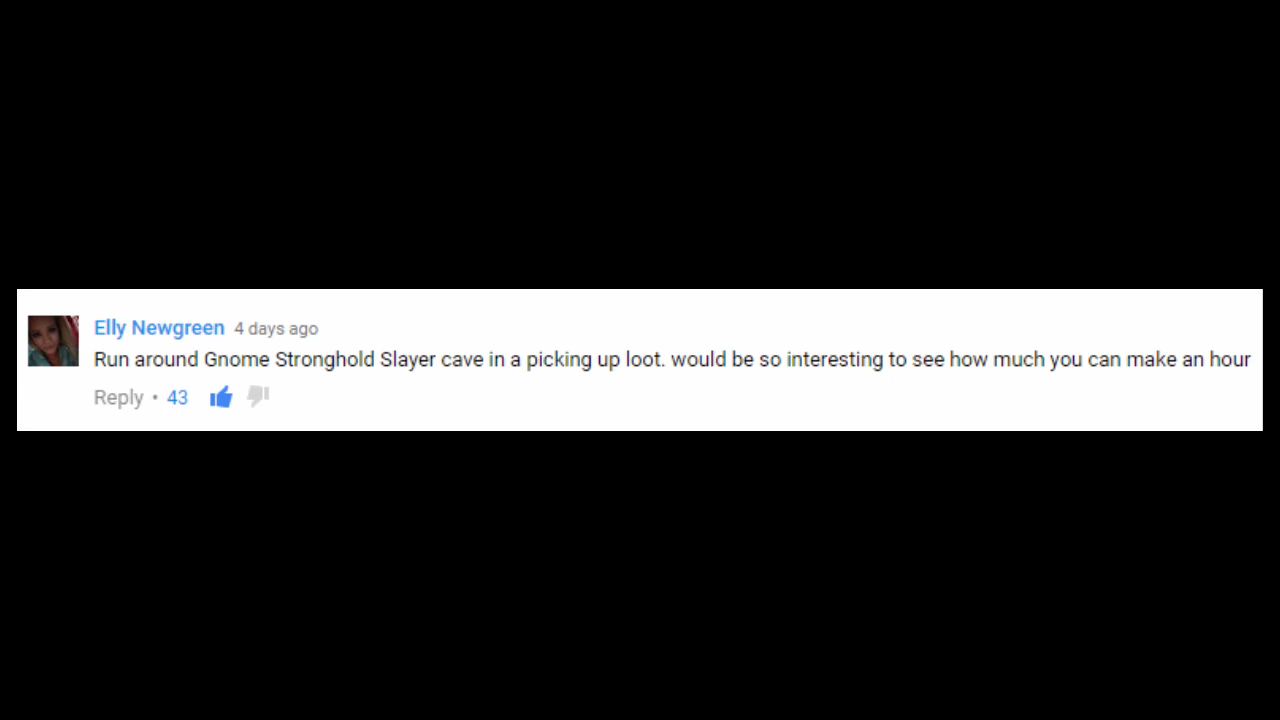 Elly Newgreen 4 days ago
Run around Gnome Stronghold Slayer cave in a picking up loot. would be so interesting to see how much you can make an hour
Reply • 43